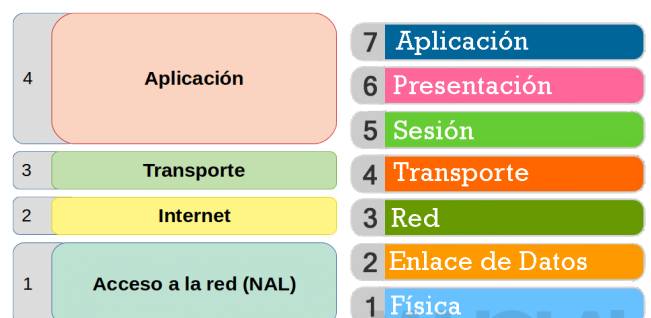 4 Aplicación
3 Transporte
2 Internet
1 Acceso a la red (NAL)
7 Aplicación
6 Presentación
5 Sesión
4 Transporte
3 Red
2 Enlace de Datos
1 Física